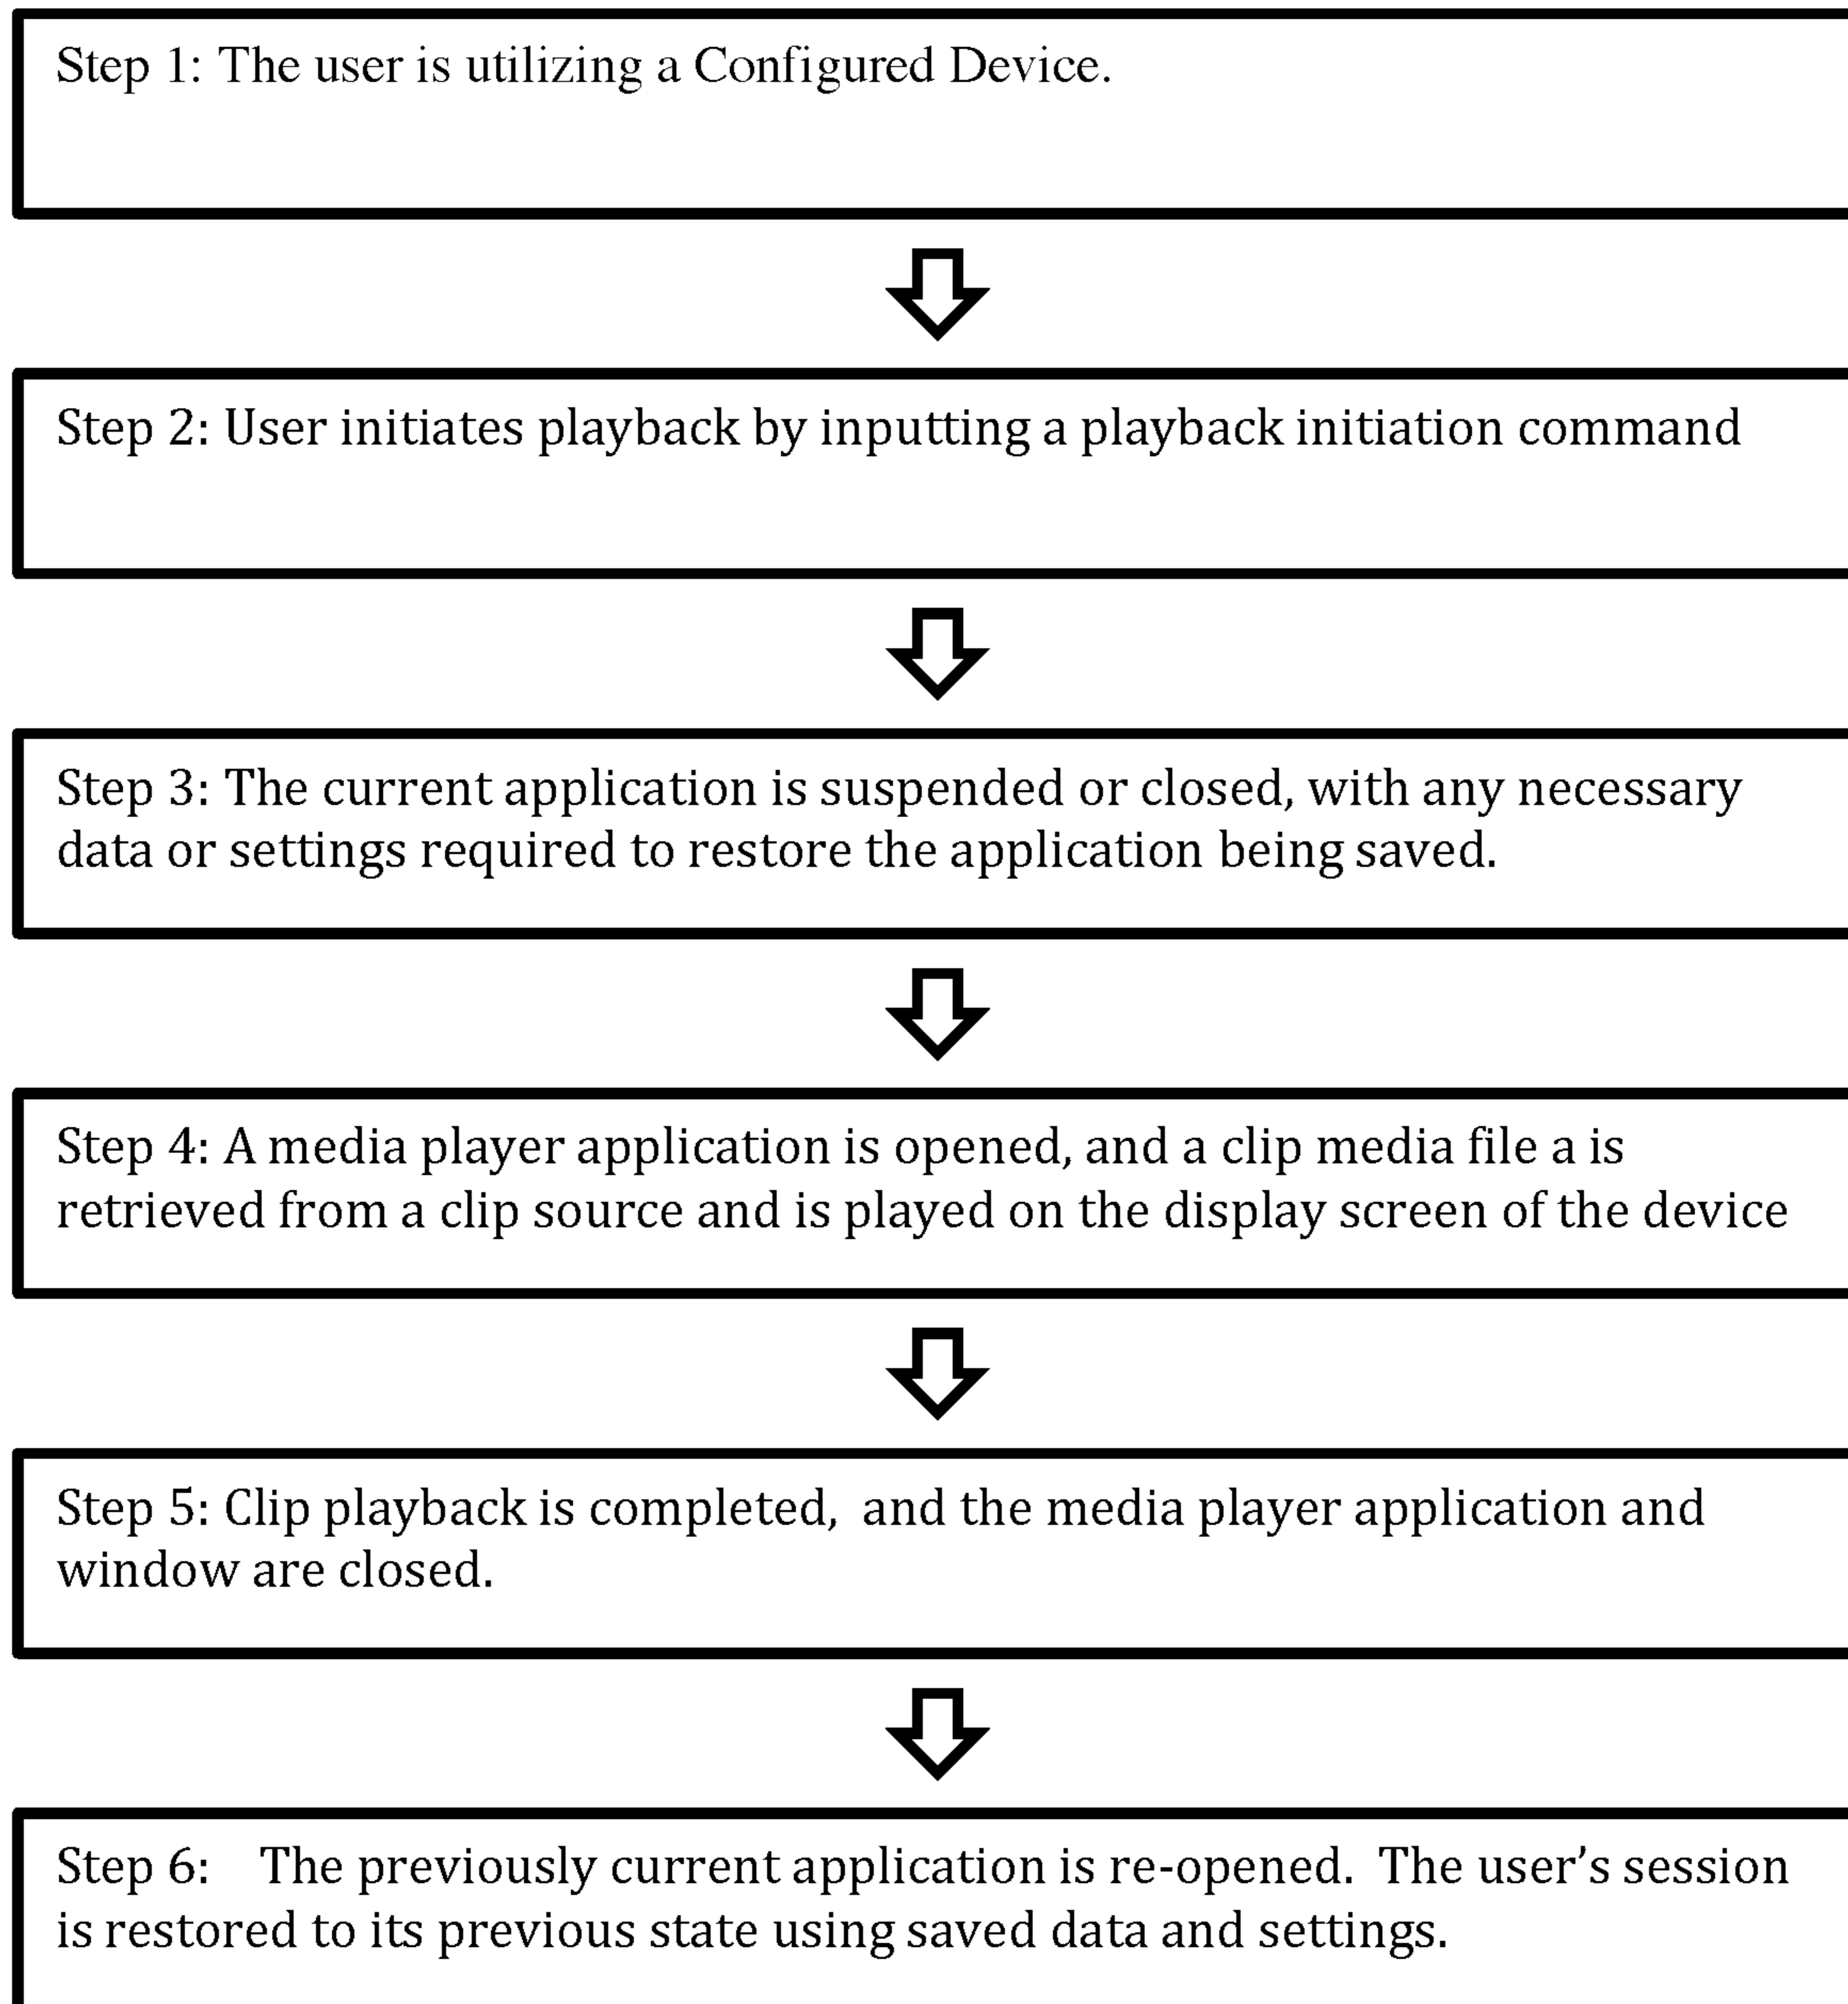 Step 1: The user is utilizing a Configured Device.
Step 2: User initiates playback by inputting a playback initiation command
Step 3: The current application is suspended or closed, with any necessary
data or settings required to restore the application being saved.
Step 4: A media player application is opened, and a clip media file a is
retrieved from a clip source and is played on the display screen of the device
Step 5: Clip playback is completed,  and the media player application and
window are closed.
Step 6:   The previously current application is re-opened.  The user’s session
is restored to its previous state using saved data and settings.